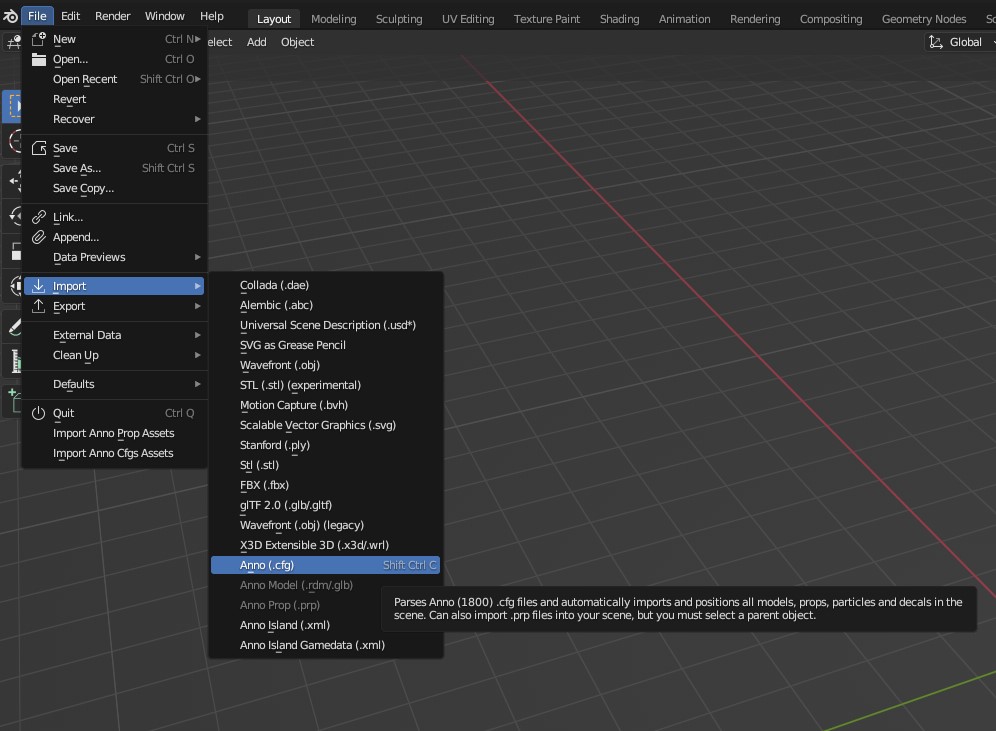 File Edit Render Window Help Layout Modeling Sculpting UV Editing Texture Paint Shading Animation Rendering Compositing Geometry Nodes
elect Add Object Global
New Ctrl N
Open... Ctrl O
Open Recent Shift Ctrl O
Revert
Recover
Save Ctrl S
Save As... Shift Ctrl S
Save Copy...
Link...
Append...
Data Previews
Import
Export
External Data
Clean Up
Defaults
Quit Ctrl Q
Import Anno Prop Assets
Import Anno Cfgs Assets
Collada (.dae)
Alembic (.abc)
Universal Scene Description (.usd*)
SVG as Grease Pencil
Wavefront (.obj)
STL (.stl) (experimental)
Motion Capture (.bvh)
Scalable Vector Graphics (.svg)
Stanford (.ply)
Stl (.stl)
FBX (.fbx)
glTF 2.0 (.glb/.gltf)
Wavefront (.obj) (legacy)
X3D Extensible 3D (.x3d/.wrl)
Anno (.cfg) Shift Ctrl C
Anno Model (.rdm/.glb)
Anno Prop (.prp)
Anno Island (.xml)
Anno Island Gamedata (.xml)
Parses Anno (1800) .cfg files and automatically imports and positions all models, props, particles and decals in the
scene. Can also import .prp files into your scene, but you must select a parent object.